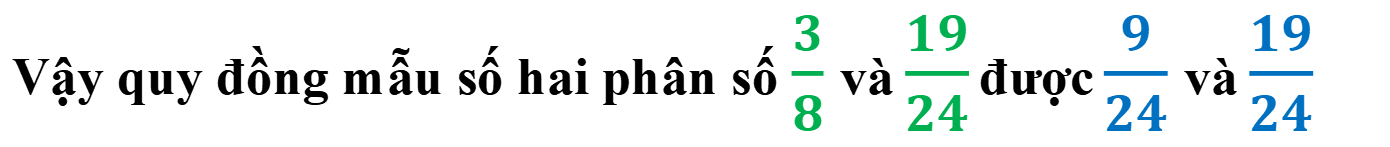 Vậy quy đồng mẫu số hai phân số 3/8 và 19/24 được 9/24 và 19/24